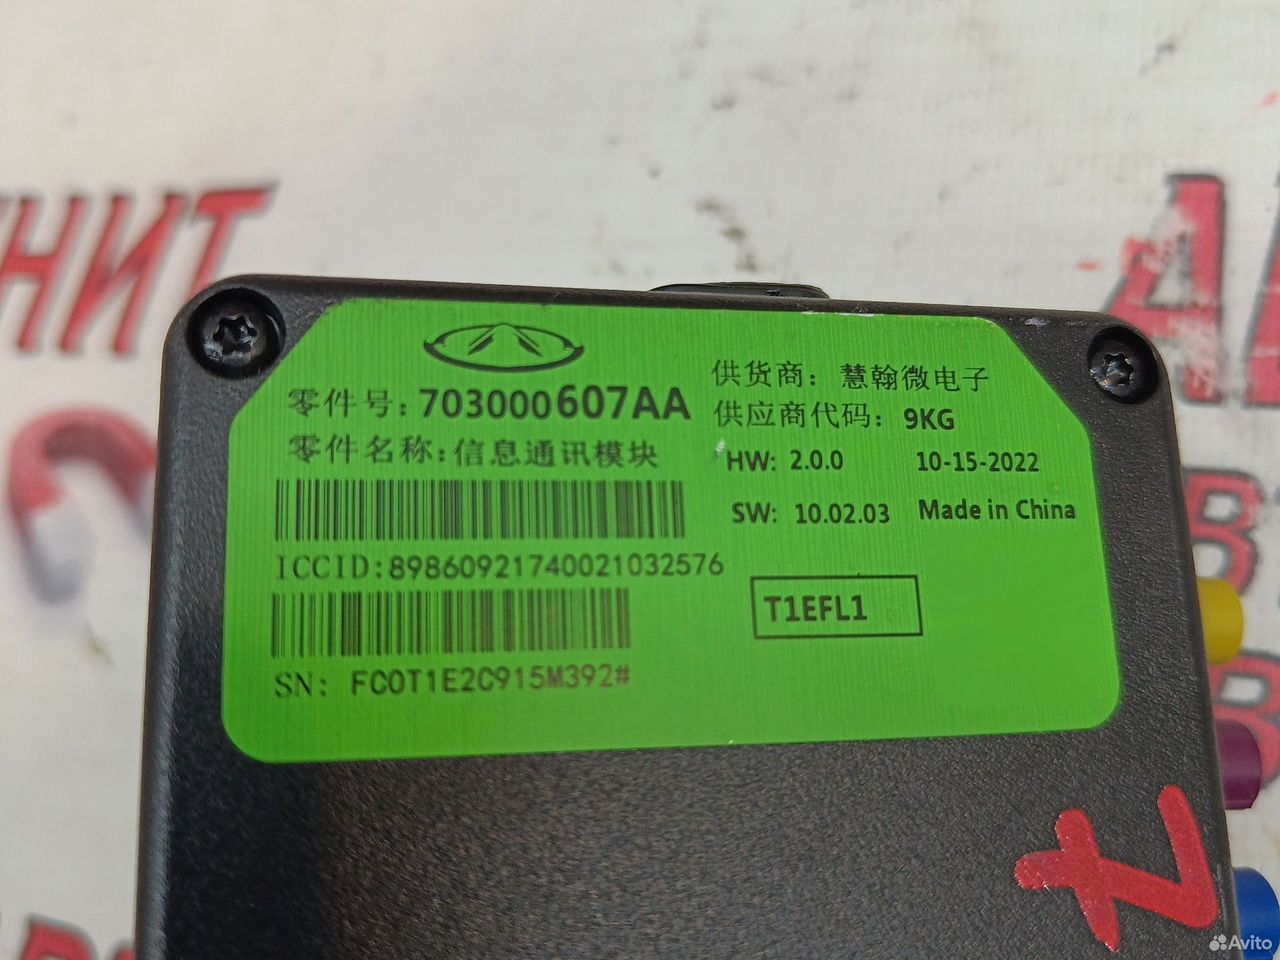 零件号:703000607AA
零件名称:信息通讯模块
ICCID:89860921740021032576
SN: FC0T1E2C915M392#
供货商: 慧翰微电子
供应商代码: 9KG
HW: 2.0.0 10-15-2022
SW: 10.02.03 Made in China
T1EFL1
Avito